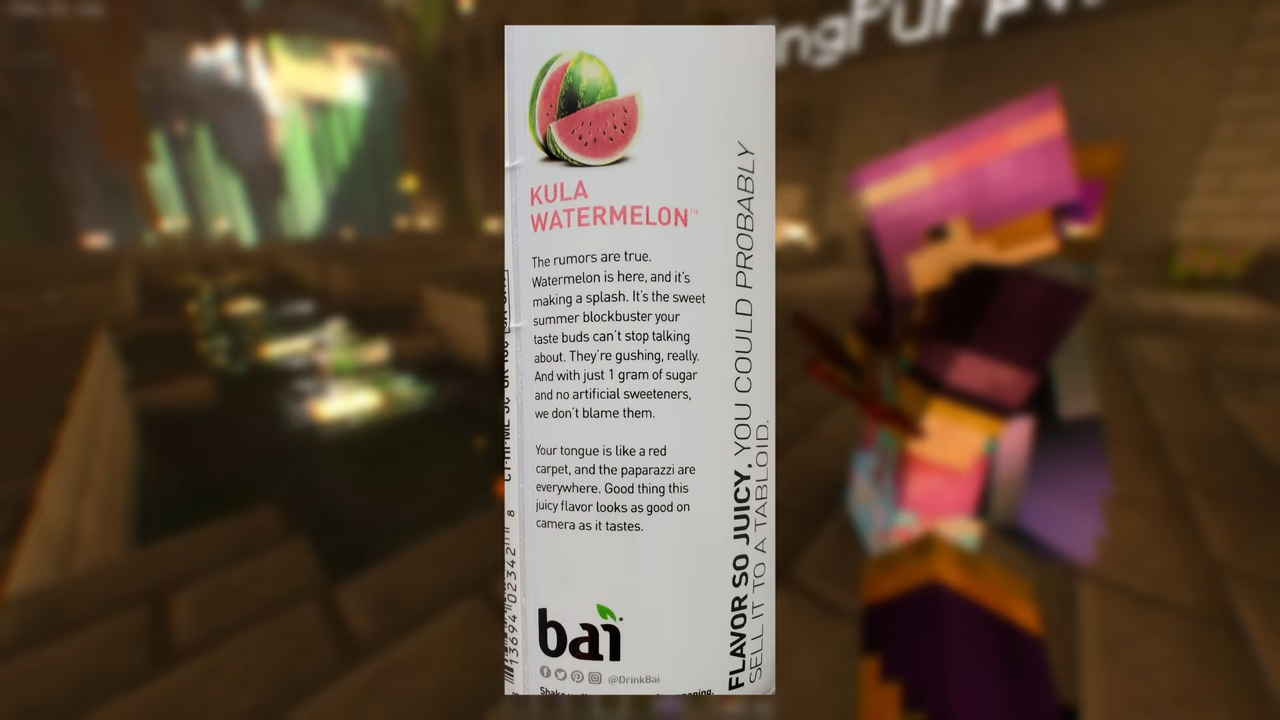 KULA
WATERMELON™
The rumors are true.
Watermelon is here, and it's
making a splash. It's the sweet
summer blockbuster your
taste buds can't stop talking
about. They're gushing, really.
And with just 1 gram of sugar
and no artificial sweeteners,
we don't blame them.
Your tongue is like a red
carpet, and the paparazzi are
everywhere. Good thing this
juicy flavor looks as good on
camera as it tastes.
bai
@DrinkBai
FLAVOR SO JUICY, YOU COULD PROBABLY
SELL IT TO A TABLOID.
13694 02342 8